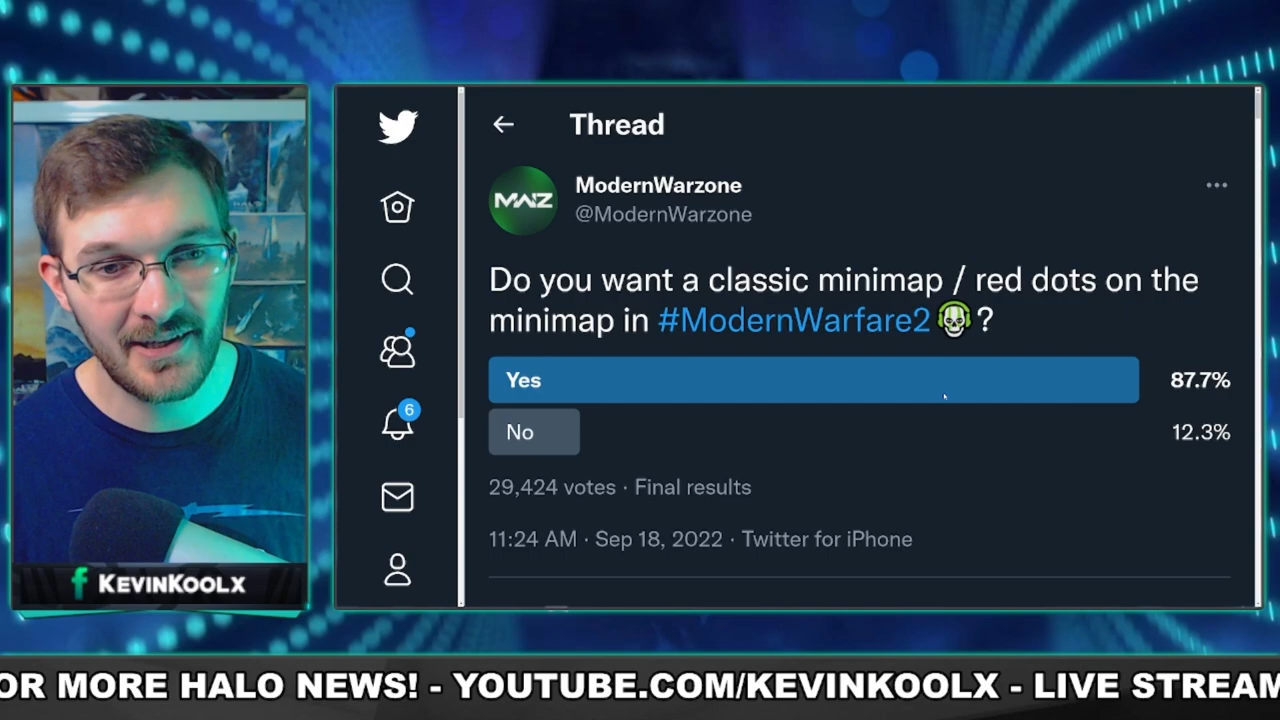 Thread
MWZ
ModernWarzone
@ModernWarzone
Do you want a classic minimap / red dots on the
minimap in #ModernWarfare2 ?
Yes 87.7%
No 12.3%
29,424 votes · Final results
11:24 AM · Sep 18, 2022 · Twitter for iPhone
6
f KEVINKOOLX
OR MORE HALO NEWS! - YOUTUBE.COM/KEVINKOOLX - LIVE STREAM